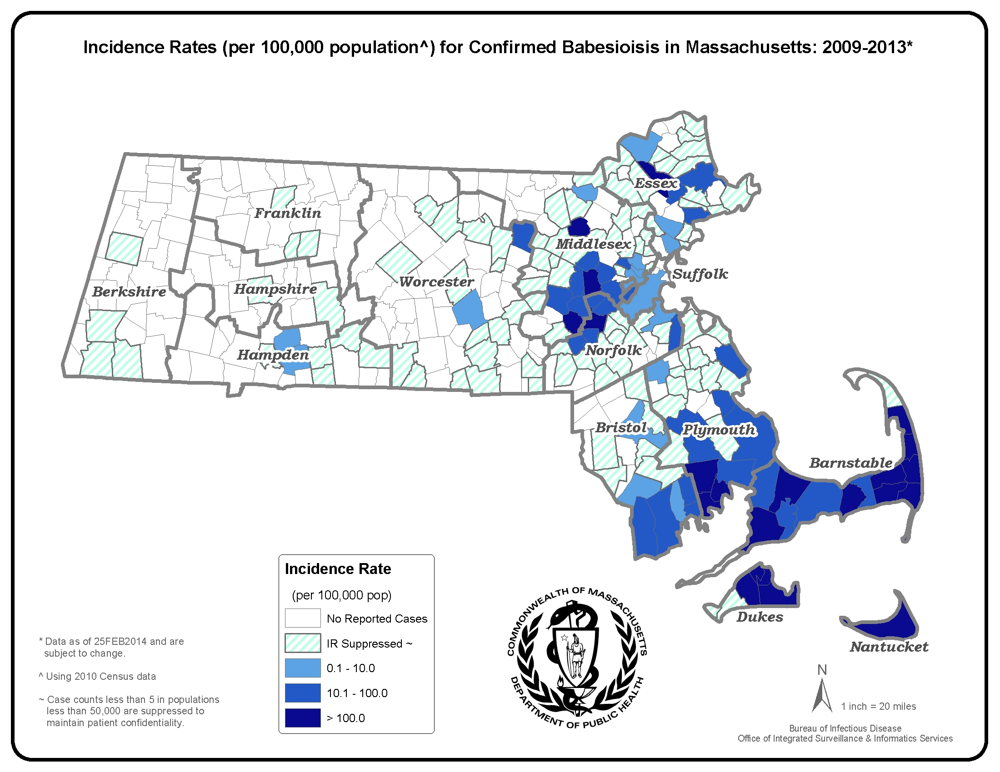 Incidence Rates (per 100,000 population^) for Confirmed Babesioisis in Massachusetts: 2009-2013*
Essex
Franklin
Middlesex
Suffolk
Worcester
Hampshire
Berkshire
Norfolk
Hampden
Bristol
Plymouth
Barnstable
Dukes
Nantucket
Incidence Rate
(per 100,000 pop)
No Reported Cases
IR Suppressed ~
0.1 - 10.0
10.1 - 100.0
> 100.0
* Data as of 25FEB2014 and are
subject to change.
^ Using 2010 Census data
~ Case counts less than 5 in populations
less than 50,000 are suppressed to
maintain patient confidentiality.
COMMONWEALTH OF MASSACHUSETTS
DEPARTMENT OF PUBLIC HEALTH
N
1 inch = 20 miles
Bureau of Infectious Disease
Office of Integrated Surveillance & Informatics Services